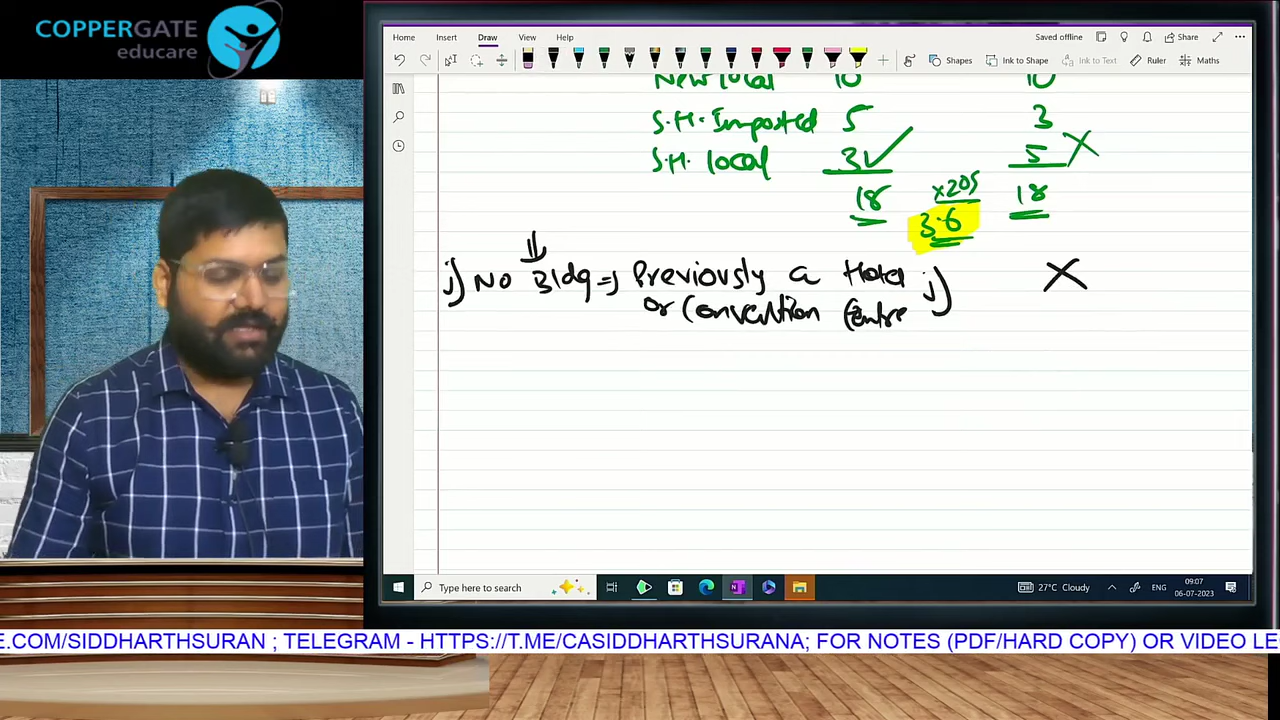 COPPERGATE
educare
Home Insert Draw View Help Saved offline Share
Shapes Ink to Shape Ink to Text Ruler Maths
New local 10 10
S.H. Imported 5 3
S.H. local 3 ✓ 5 X
18 18
3.6
j) No Bldg => Previously a Hotel j) X
or Convention Centre
Type here to search 27°C Cloudy ENG 09:07
06-07-2023
E.COM/SIDDHARTHSURAN ; TELEGRAM - HTTPS://T.ME/CASIDDHARTHSURANA; FOR NOTES (PDF/HARD COPY) OR VIDEO LE